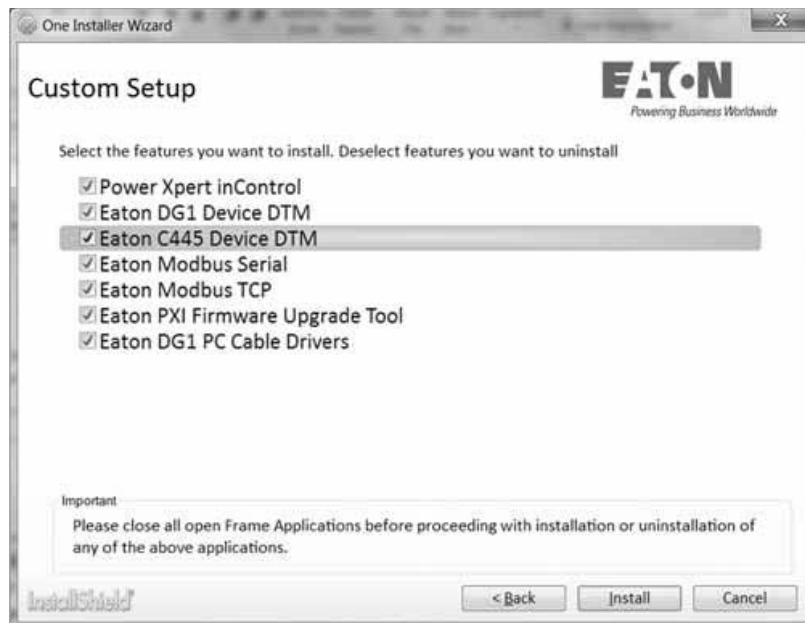 One Installer Wizard
X
Custom Setup
EATON
Powering Business Worldwide
Select the features you want to install. Deselect features you want to uninstall
Power Xpert inControl
Eaton DG1 Device DTM
Eaton C445 Device DTM
Eaton Modbus Serial
Eaton Modbus TCP
Eaton PXI Firmware Upgrade Tool
Eaton DG1 PC Cable Drivers
Important
Please close all open Frame Applications before proceeding with installation or uninstallation of
any of the above applications.
InstallShield
< Back Install Cancel